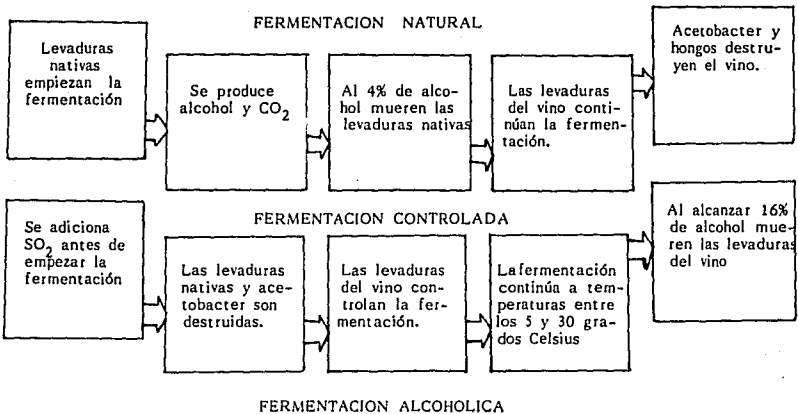 FERMENTACION NATURAL
Levaduras
nativas
empiezan la
fermentación
Se produce
alcohol y CO2
Al 4% de alco-
hol mueren las
levaduras nativas
Las levaduras
del vino conti-
núan la fermen-
tación.
Acetobacter y
hongos destru-
yen el vino.
FERMENTACION CONTROLADA
Se adiciona
SO2 antes de
empezar la
fermentación
Las levaduras
nativas y ace-
tobacter son
destruidas.
Las levaduras
del vino con-
trolan la fer-
mentación.
La fermentación
continúa a tem-
peraturas entre
los 5 y 30 gra-
dos Celsius
Al alcanzar 16%
de alcohol mue-
ren las levaduras
del vino
FERMENTACION ALCOHOLICA